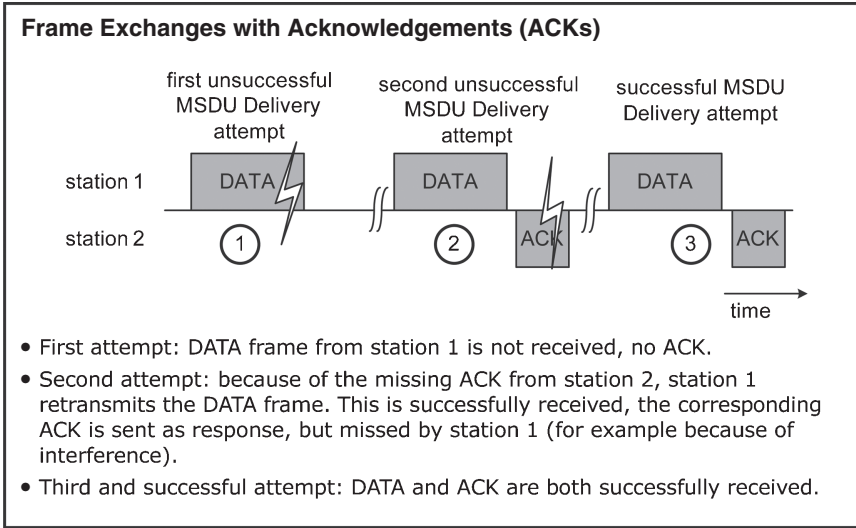 Frame Exchanges with Acknowledgements (ACKs)
first unsuccessful
MSDU Delivery
attempt
second unsuccessful
MSDU Delivery
attempt
successful MSDU
Delivery attempt
station 1
DATA
DATA
DATA
station 2
1
2
ACK
3
ACK
time
• First attempt: DATA frame from station 1 is not received, no ACK.
• Second attempt: because of the missing ACK from station 2, station 1
retransmits the DATA frame. This is successfully received, the corresponding
ACK is sent as response, but missed by station 1 (for example because of
interference).
• Third and successful attempt: DATA and ACK are both successfully received.